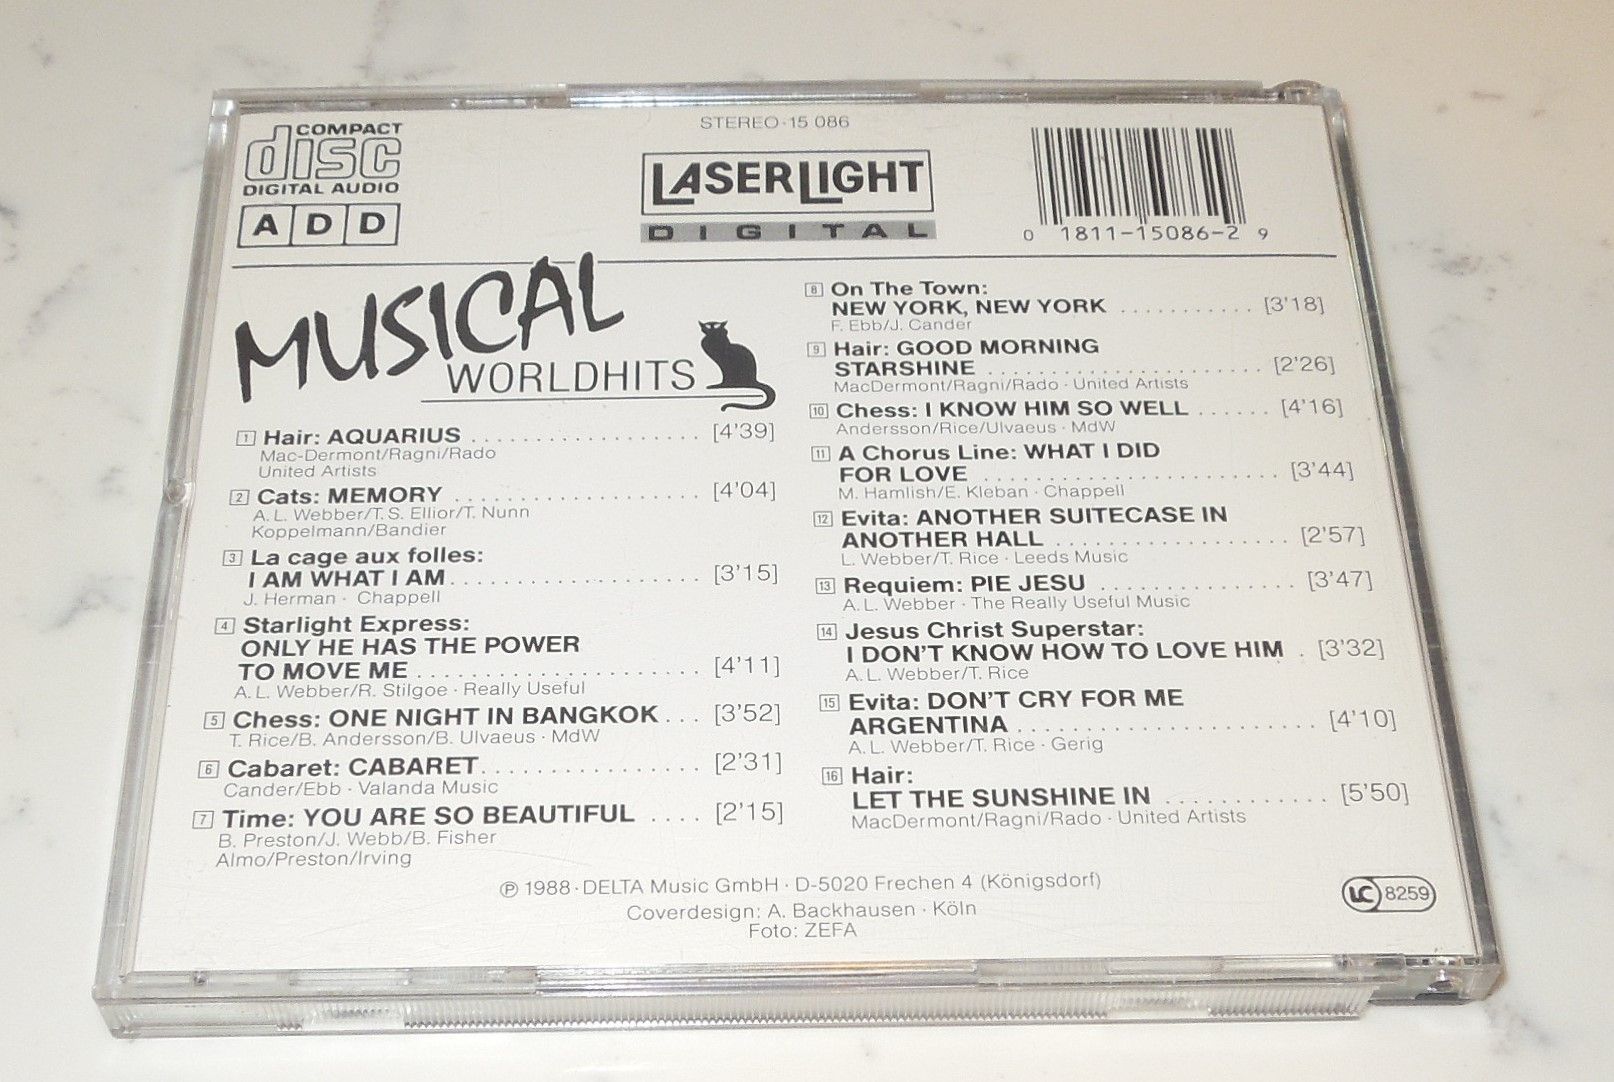 COMPACT
disc
DIGITAL AUDIO
A D D
STEREO·15 086
LASERLIGHT
DIGITAL
0 1811-15086-2 9
MUSICAL
WORLDHITS
1 Hair: AQUARIUS . . . . . . . . . . . . . . . . . . . [4'39]
Mac-Dermont/Ragni/Rado
United Artists
2 Cats: MEMORY . . . . . . . . . . . . . . . . . . . . [4'04]
A.L. Webber/T.S. Ellior/T. Nunn
Koppelmann/Bandier
3 La cage aux folles:
I AM WHAT I AM . . . . . . . . . . . . . . . . . . . . [3'15]
J. Herman · Chappell
4 Starlight Express:
ONLY HE HAS THE POWER
TO MOVE ME . . . . . . . . . . . . . . . . . . . . . . [4'11]
A.L. Webber/R. Stilgoe · Really Useful
5 Chess: ONE NIGHT IN BANGKOK . . . [3'52]
T. Rice/B. Andersson/B. Ulvaeus · MdW
6 Cabaret: CABARET . . . . . . . . . . . . . . . . . [2'31]
Cander/Ebb · Valanda Music
7 Time: YOU ARE SO BEAUTIFUL . . . . [2'15]
B. Preston/J. Webb/B. Fisher
Almo/Preston/Irving
8 On The Town:
NEW YORK, NEW YORK . . . . . . . . . . . [3'18]
F. Ebb/J. Cander
9 Hair: GOOD MORNING
STARSHINE . . . . . . . . . . . . . . . . . . . . . . [2'26]
MacDermont/Ragni/Rado · United Artists
10 Chess: I KNOW HIM SO WELL . . . . . . [4'16]
Andersson/Rice/Ulvaeus · MdW
11 A Chorus Line: WHAT I DID
FOR LOVE . . . . . . . . . . . . . . . . . . . . . . . [3'44]
M. Hamlish/E. Kleban · Chappell
12 Evita: ANOTHER SUITECASE IN
ANOTHER HALL . . . . . . . . . . . . . . . . . . [2'57]
L. Webber/T. Rice · Leeds Music
13 Requiem: PIE JESU . . . . . . . . . . . . . . . [3'47]
A.L. Webber · The Really Useful Music
14 Jesus Christ Superstar:
I DON'T KNOW HOW TO LOVE HIM . [3'32]
A.L. Webber/T. Rice
15 Evita: DON'T CRY FOR ME
ARGENTINA . . . . . . . . . . . . . . . . . . . . . . . [4'10]
A.L. Webber/T. Rice · Gerig
16 Hair:
LET THE SUNSHINE IN . . . . . . . . . . . . [5'50]
MacDermont/Ragni/Rado · United Artists
℗ 1988 · DELTA Music GmbH · D-5020 Frechen 4 (Königsdorf)
Coverdesign: A. Backhausen · Köln
Foto: ZEFA
LC 8259